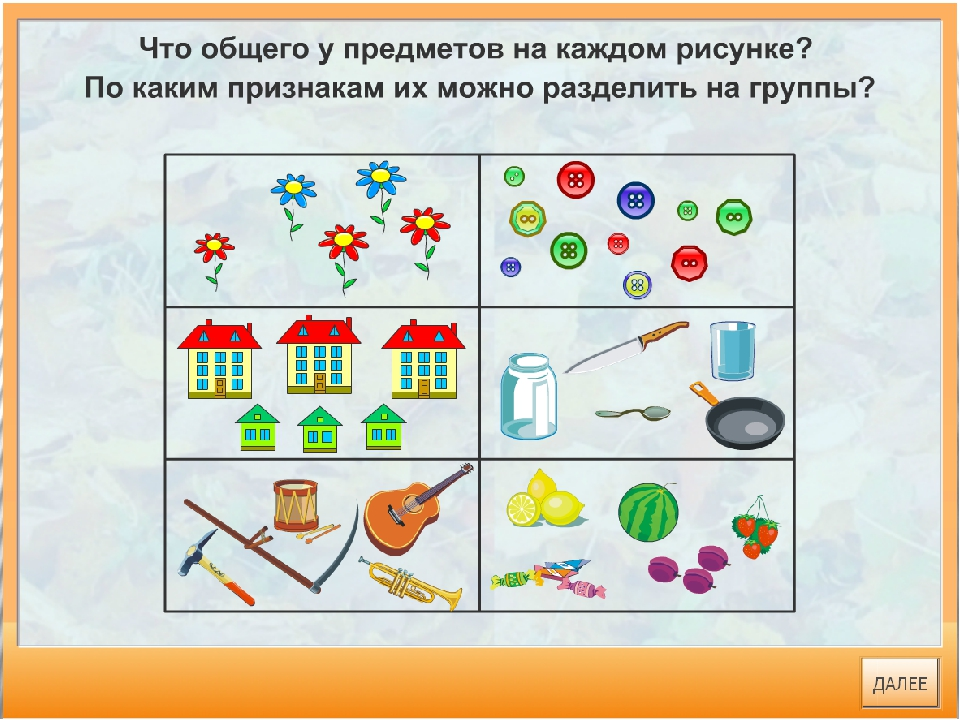 Что общего у предметов на каждом рисунке?
По каким признакам их можно разделить на группы?
ДАЛЕЕ